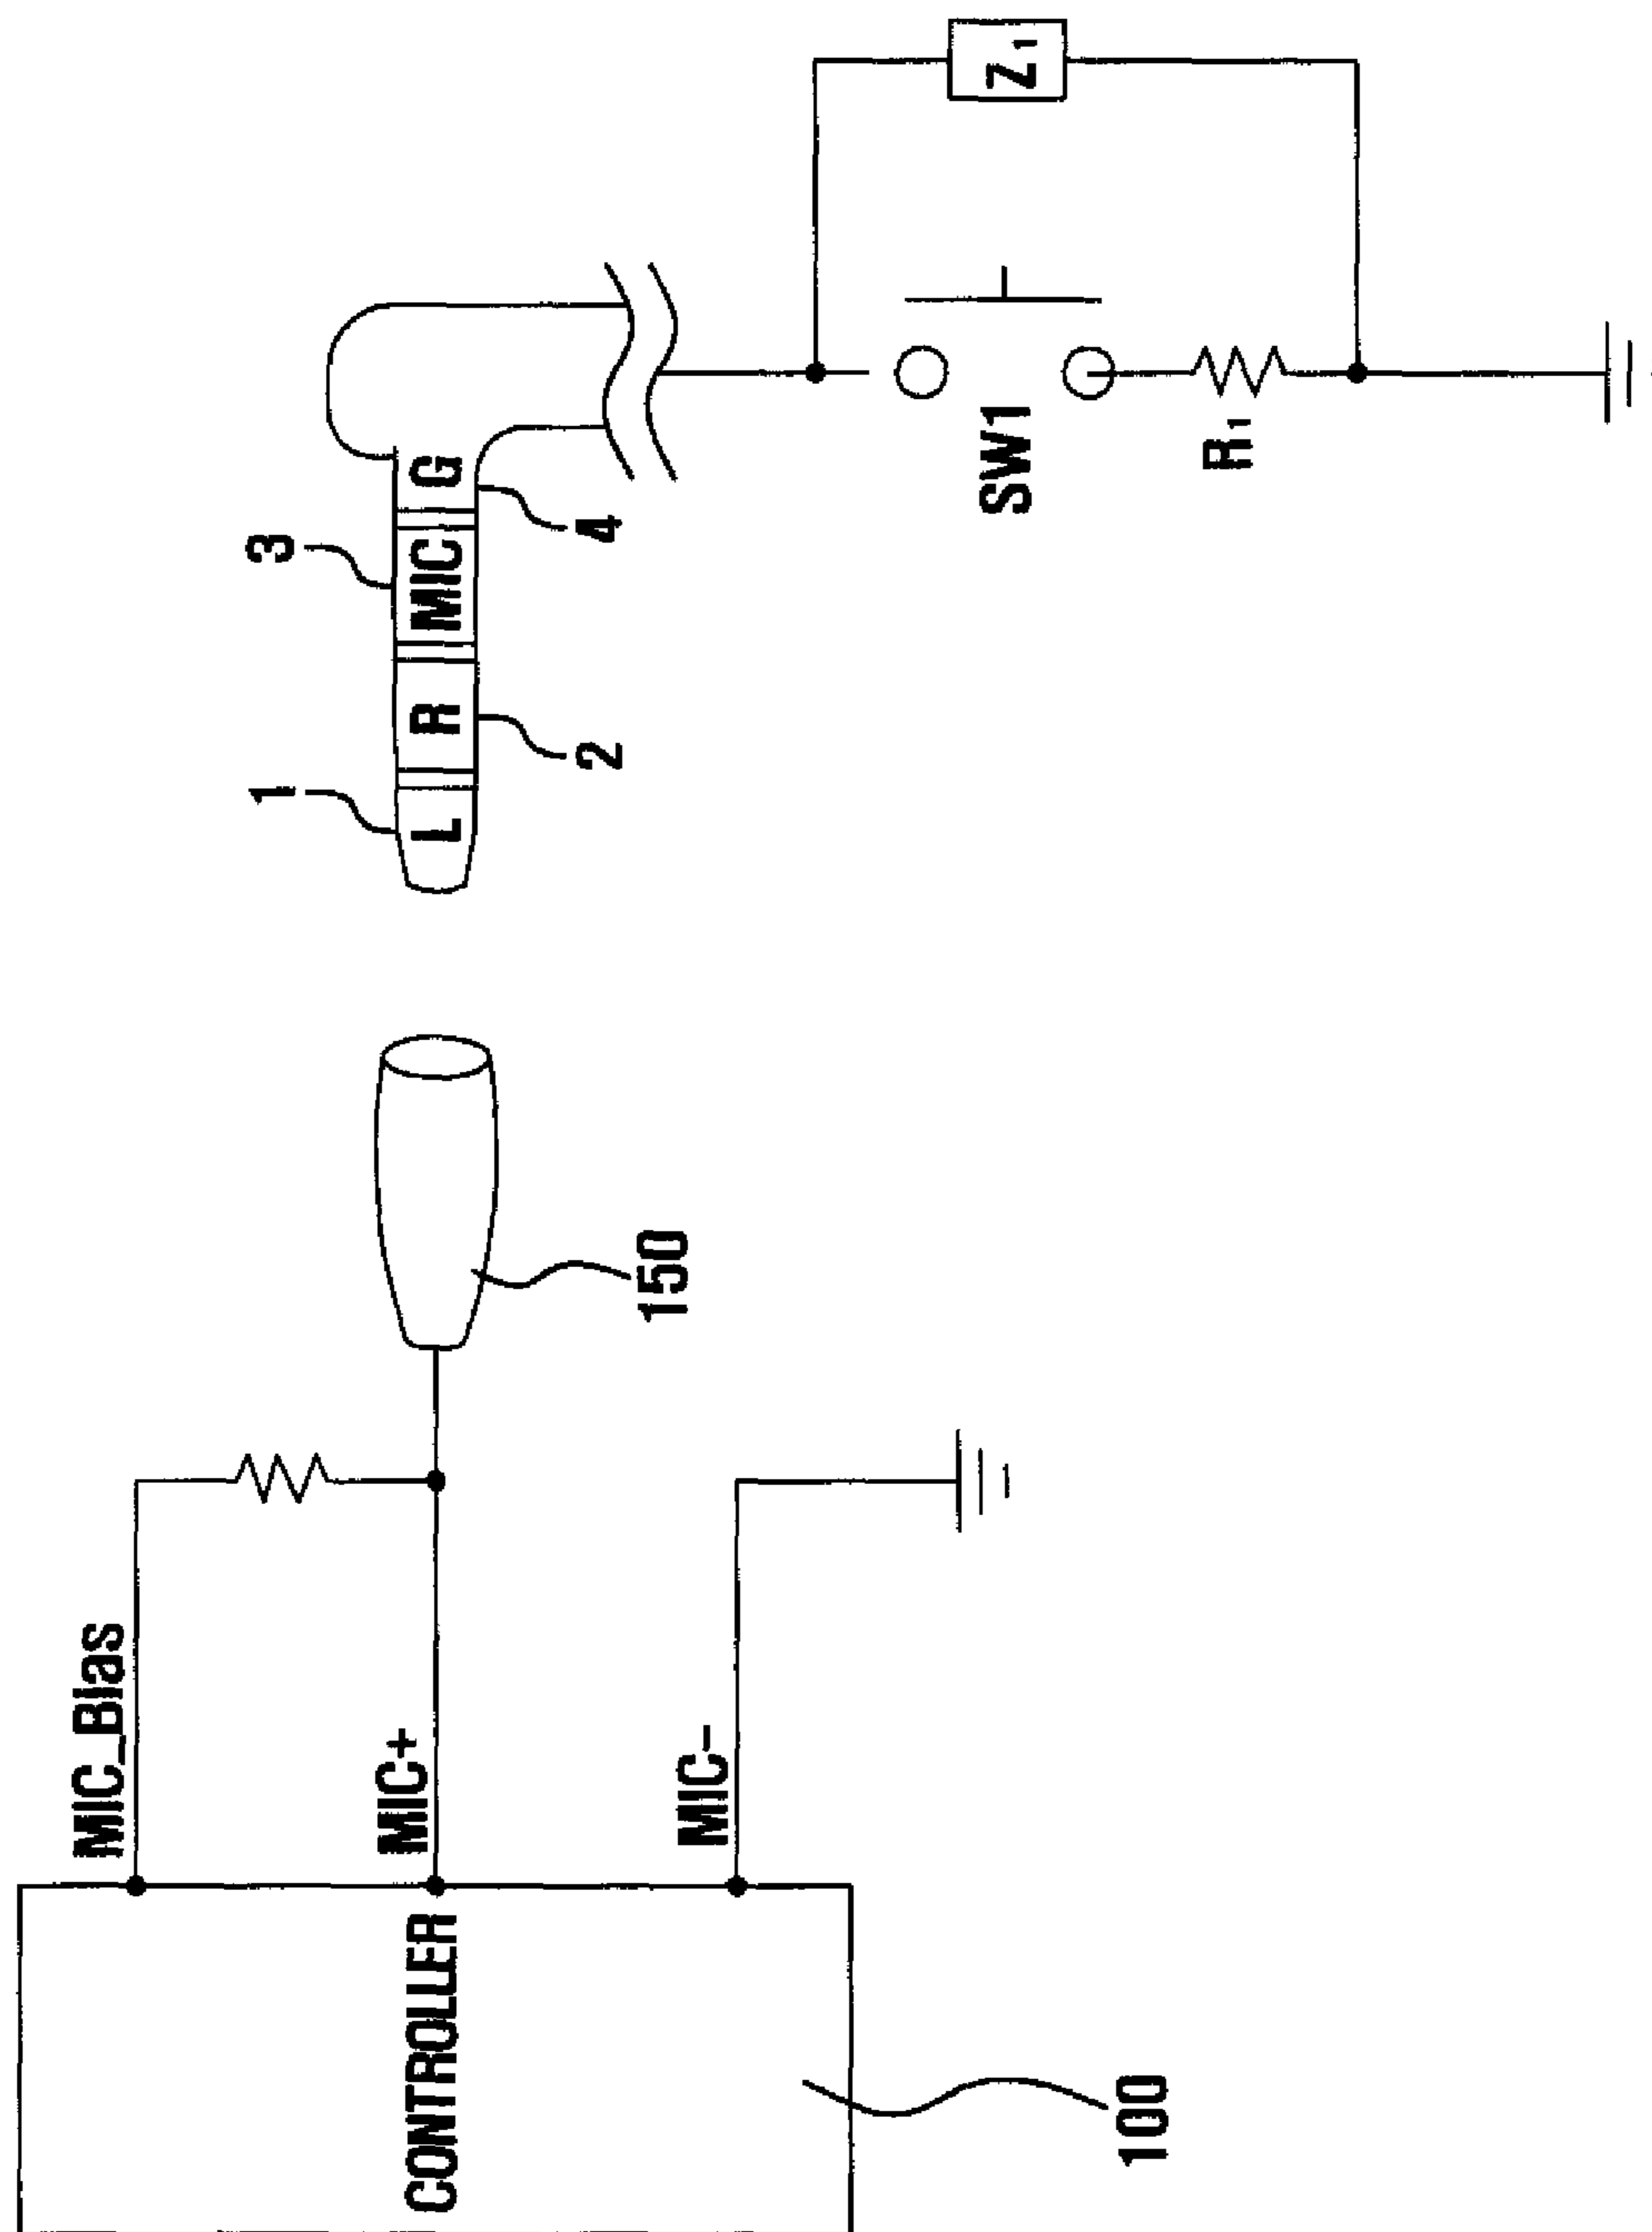 MIC_Bias
CONTROLLER
MIC+
MIC-
100
150
1
3
L
R
MIC
G
2
4
SW1
R1
Z1